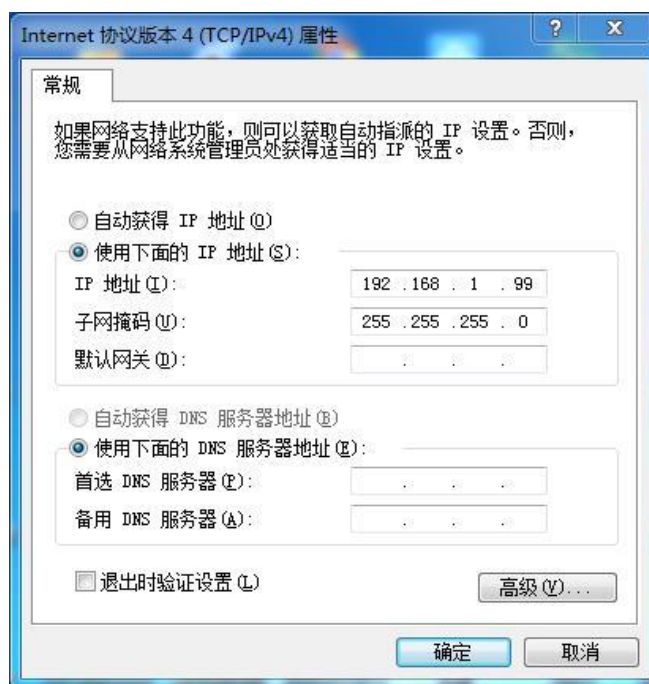 Internet 协议版本 4 (TCP/IPv4) 属性
常规
如果网络支持此功能，则可以获取自动指派的 IP 设置。否则，
您需要从网络系统管理员处获得适当的 IP 设置。
自动获得 IP 地址(O)
使用下面的 IP 地址(S):
IP 地址(I): 192 .168 . 1 . 99
子网掩码(U): 255 .255 .255 . 0
默认网关(D): . . .
自动获得 DNS 服务器地址(B)
使用下面的 DNS 服务器地址(E):
首选 DNS 服务器(P): . . .
备用 DNS 服务器(A): . . .
退出时验证设置(L)
高级(V)...
确定 取消